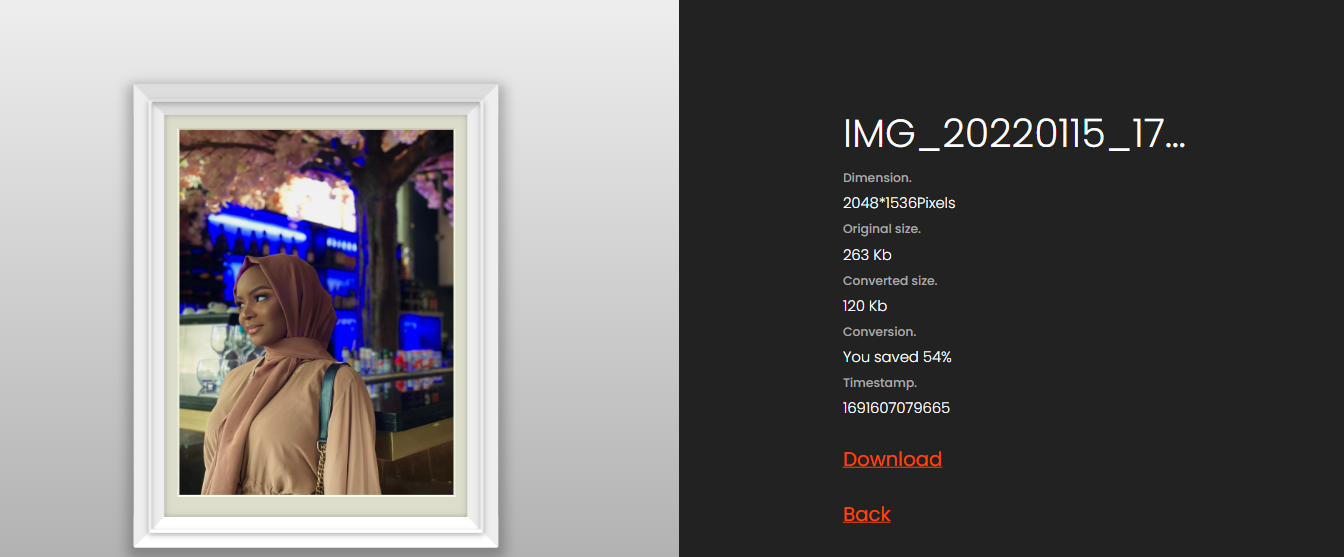 IMG_20220115_17...
Dimension.
2048*1536Pixels
Original size.
263 Kb
Converted size.
120 Kb
Conversion.
You saved 54%
Timestamp.
1691607079665
Download
Back